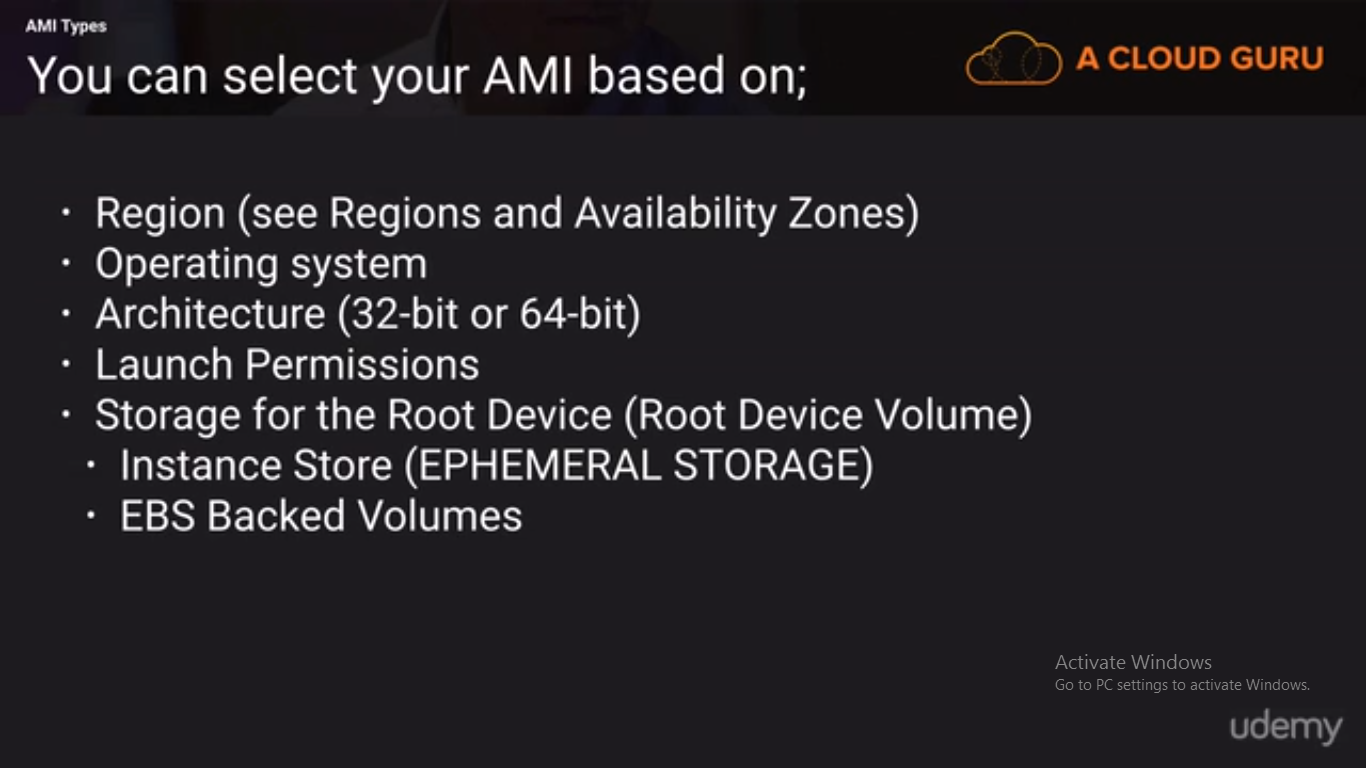 AMI Types
You can select your AMI based on;
A CLOUD GURU
· Region (see Regions and Availability Zones)
· Operating system
· Architecture (32-bit or 64-bit)
· Launch Permissions
· Storage for the Root Device (Root Device Volume)
· Instance Store (EPHEMERAL STORAGE)
· EBS Backed Volumes
Activate Windows
Go to PC settings to activate Windows.
udemy